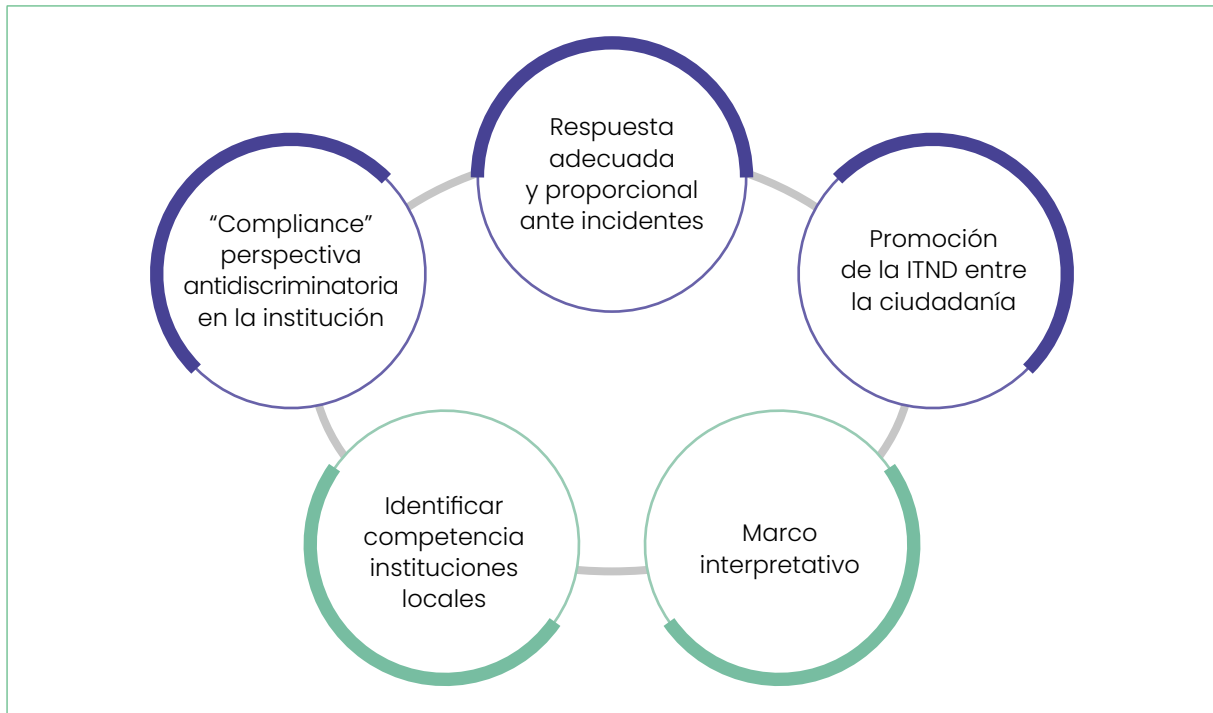 Respuesta
adecuada
y proporcional
ante incidentes
“Compliance”
perspectiva
antidiscriminatoria
en la institución
Promoción
de la ITND entre
la ciudadanía
Identificar
competencia
instituciones
locales
Marco
interpretativo